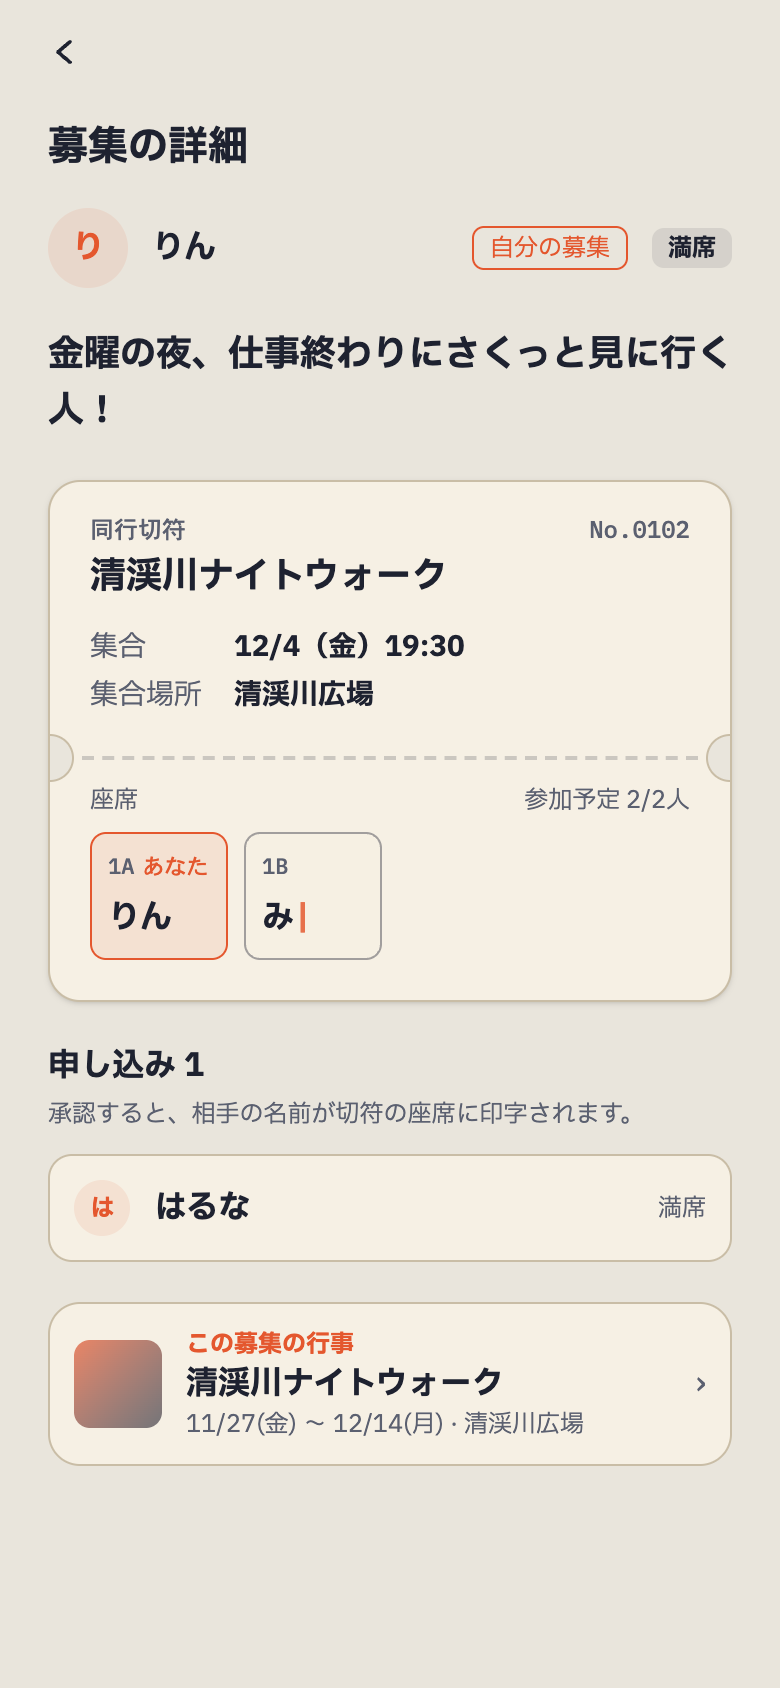 募集の詳細
り りん 自分の募集 満席
金曜の夜、仕事終わりにさくっと見に行く
人！
同行切符 No.0102
清渓川ナイトウォーク
集合 12/4（金）19:30
集合場所 清渓川広場
座席 参加予定 2/2人
1A あなた 1B
りん み
申し込み 1
承認すると、相手の名前が切符の座席に印字されます。
は はるな 満席
この募集の行事
清渓川ナイトウォーク
11/27(金) ～ 12/14(月) · 清渓川広場